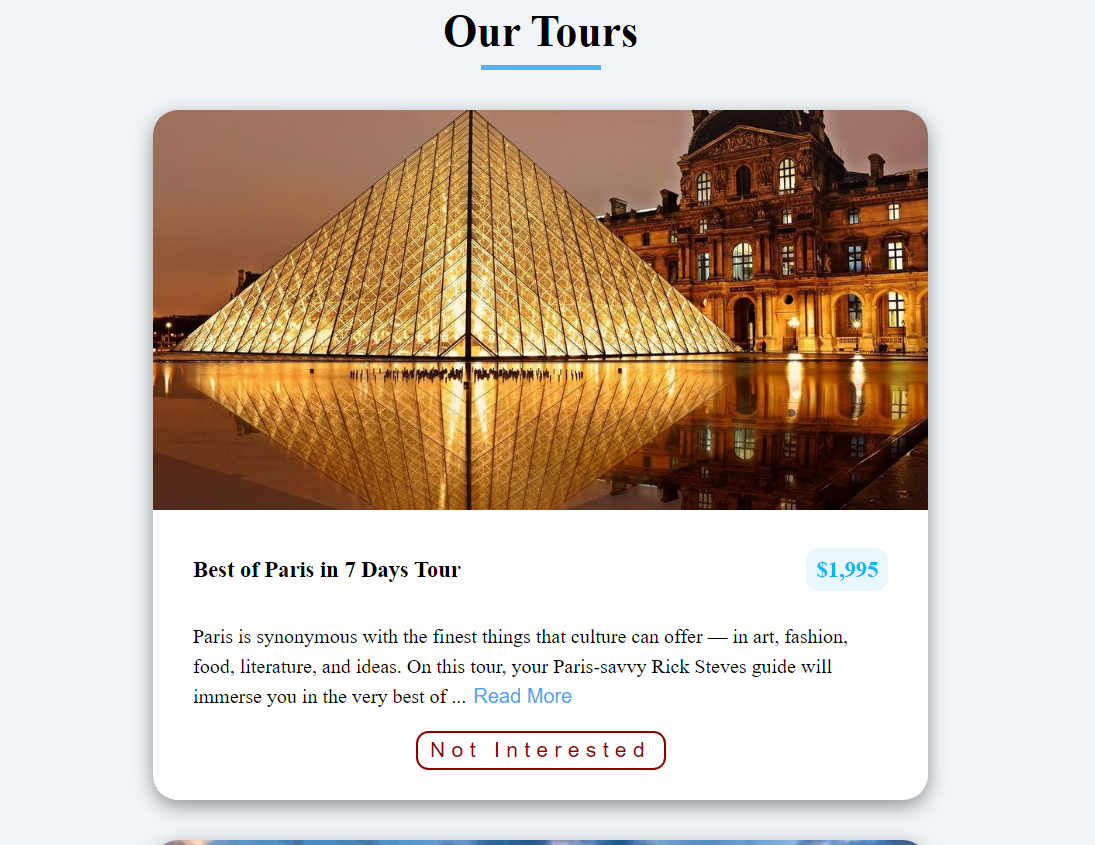 Our Tours
Best of Paris in 7 Days Tour
$1,995
Paris is synonymous with the finest things that culture can offer — in art, fashion,
food, literature, and ideas. On this tour, your Paris-savvy Rick Steves guide will
immerse you in the very best of ... Read More
Not Interested